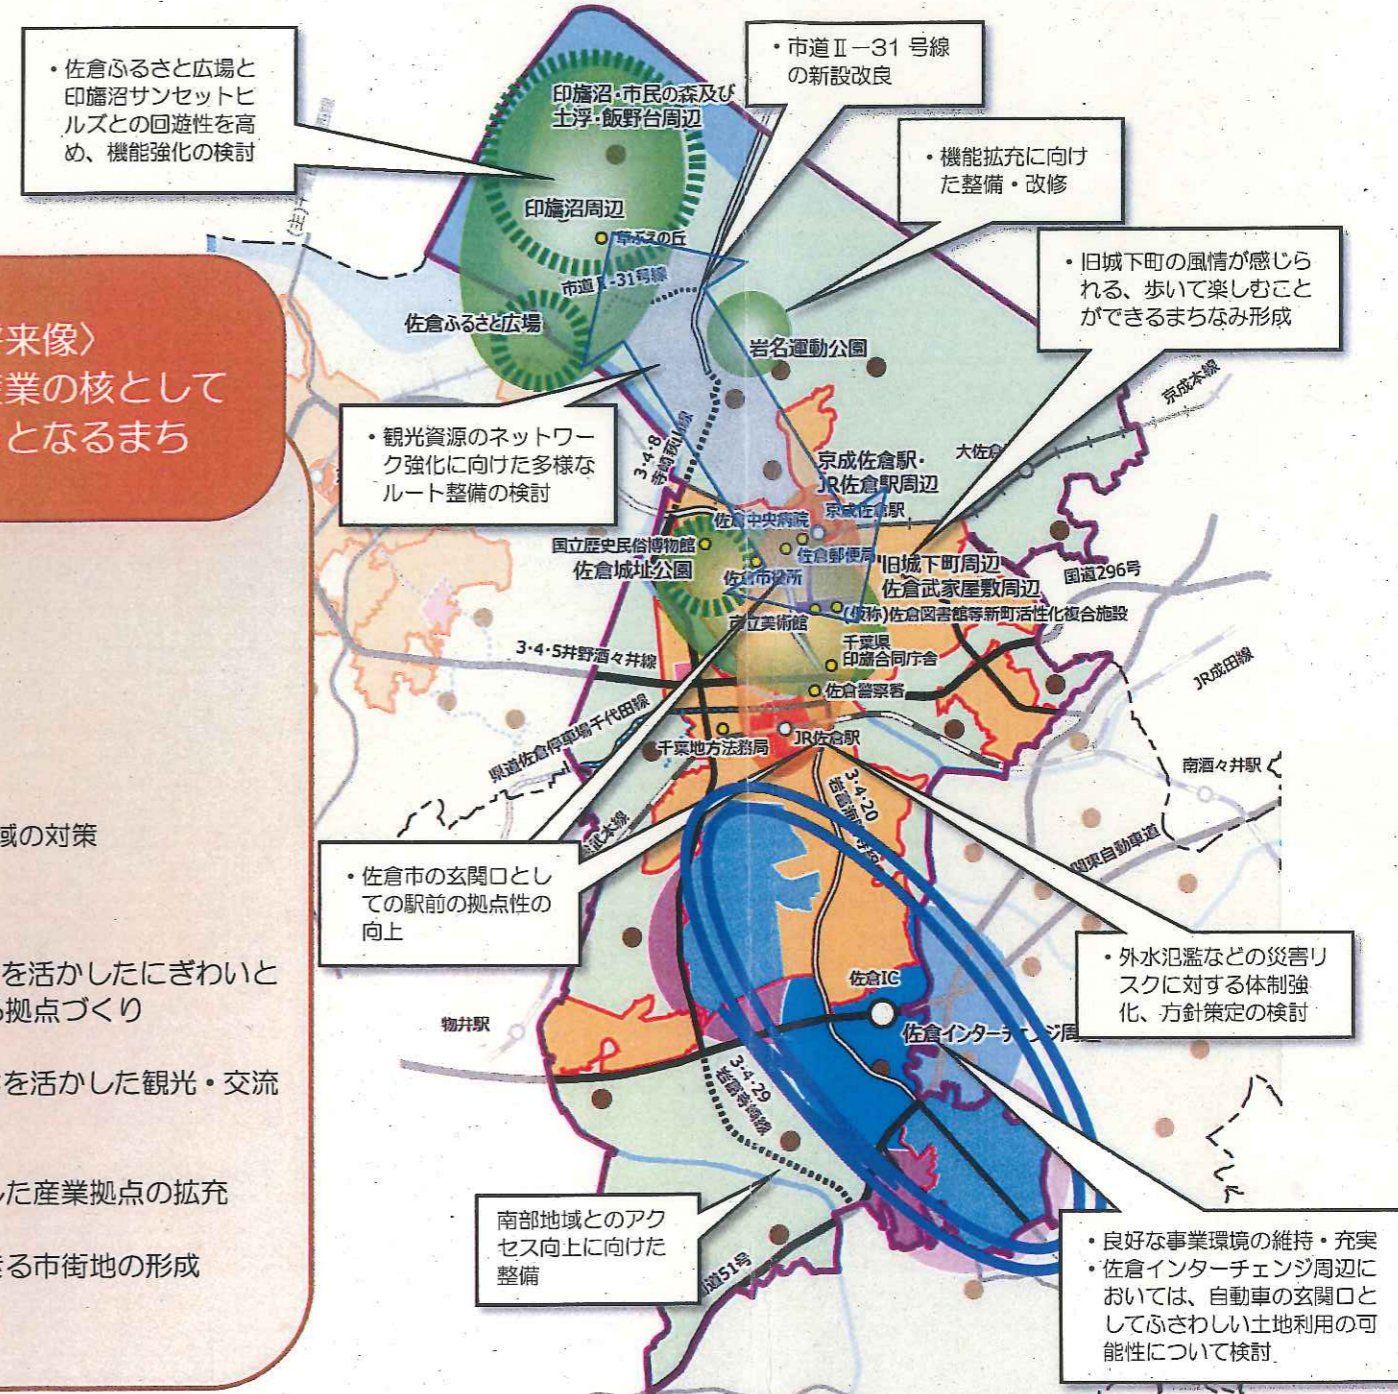 ・佐倉ふるさと広場と
印旛沼サンセットヒ
ルズとの回遊性を高
め、機能強化の検討
・市道Ⅱ－31 号線
の新設改良
・機能拡充に向け
た整備・改修
・旧城下町の風情が感じら
れる、歩いて楽しむこと
ができるまちなみ形成
印旛沼・市民の森及び
土浮・飯野台周辺
印旛沼周辺
草ぶえの丘
市道Ⅱ-31号線
佐倉ふるさと広場
岩名運動公園
来像〉
産業の核として
となるまち
・観光資源のネットワー
ク強化に向けた多様な
ルート整備の検討
3・4・8
京成本線
大佐倉
京成佐倉駅・
JR佐倉駅周辺
京成佐倉駅
佐倉中央病院
国立歴史民俗博物館
佐倉城址公園
佐倉郵便局
佐倉市役所
旧城下町周辺
佐倉武家屋敷周辺
国道296号
(仮称)佐倉図書館等新町活性化複合施設
市立美術館
千葉県
印旛合同庁舎
3・4・5井野酒々井線
佐倉警察署
JR成田線
県道佐倉停車場千代田線
千葉地方法務局
JR佐倉駅
南酒々井駅
3・4・20
武本線
関東自動車道
域の対策
・佐倉市の玄関口とし
ての駅前の拠点性の
向上
・外水氾濫などの災害リ
スクに対する体制強
化、方針策定の検討
を活かしたにぎわいと
拠点づくり
佐倉IC
物井駅
佐倉インターチェンジ周
を活かした観光・交流
3・4・29
岩富寺崎線
した産業拠点の拡充
南部地域とのアク
セス向上に向けた
整備
道51号
きる市街地の形成
・良好な事業環境の維持・充実
・佐倉インターチェンジ周辺に
おいては、自動車の玄関口と
してふさわしい土地利用の可
能性について検討